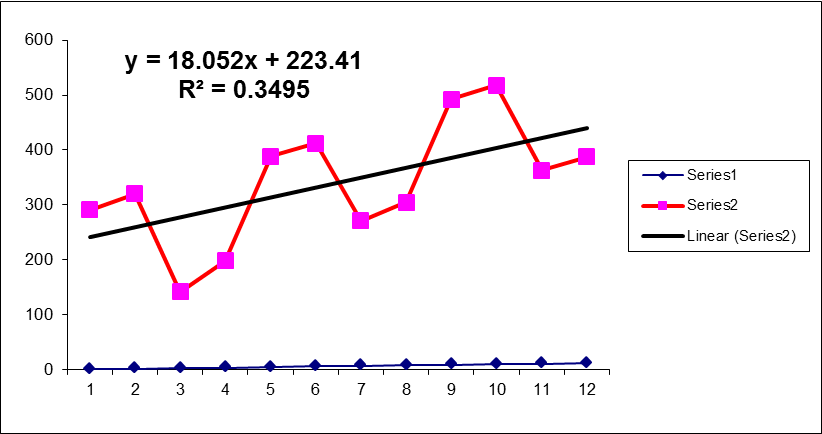 y = 18.052x + 223.41
R² = 0.3495
600
500
400
300
200
100
0
1 2 3 4 5 6 7 8 9 10 11 12
Series1
Series2
Linear (Series2)